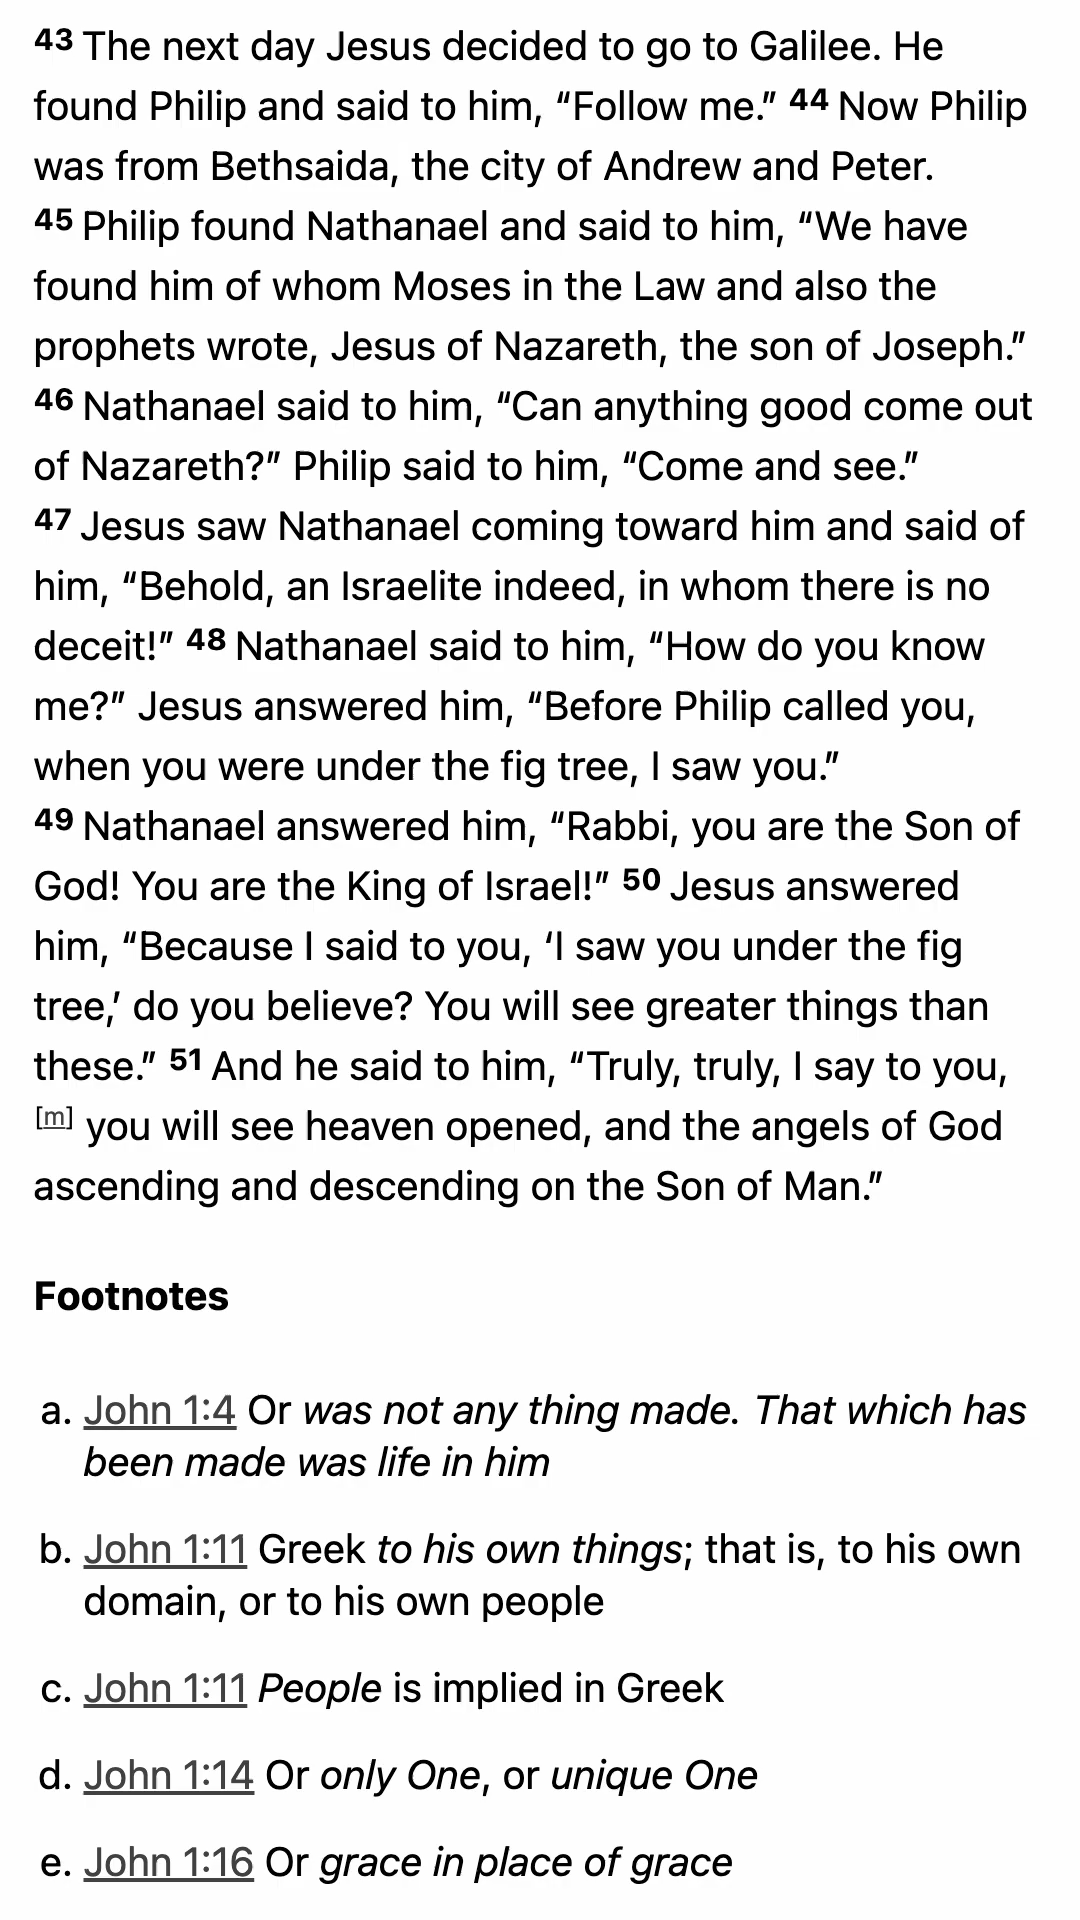 43 The next day Jesus decided to go to Galilee. He
found Philip and said to him, “Follow me.” 44 Now Philip
was from Bethsaida, the city of Andrew and Peter.
45 Philip found Nathanael and said to him, “We have
found him of whom Moses in the Law and also the
prophets wrote, Jesus of Nazareth, the son of Joseph.”
46 Nathanael said to him, “Can anything good come out
of Nazareth?” Philip said to him, “Come and see.”
47 Jesus saw Nathanael coming toward him and said of
him, “Behold, an Israelite indeed, in whom there is no
deceit!” 48 Nathanael said to him, “How do you know
me?” Jesus answered him, “Before Philip called you,
when you were under the fig tree, I saw you.”
49 Nathanael answered him, “Rabbi, you are the Son of
God! You are the King of Israel!” 50 Jesus answered
him, “Because I said to you, ‘I saw you under the fig
tree,’ do you believe? You will see greater things than
these.” 51 And he said to him, “Truly, truly, I say to you,
[m] you will see heaven opened, and the angels of God
ascending and descending on the Son of Man.”
Footnotes
a. John 1:4 Or was not any thing made. That which has
been made was life in him
b. John 1:11 Greek to his own things; that is, to his own
domain, or to his own people
c. John 1:11 People is implied in Greek
d. John 1:14 Or only One, or unique One
e. John 1:16 Or grace in place of grace